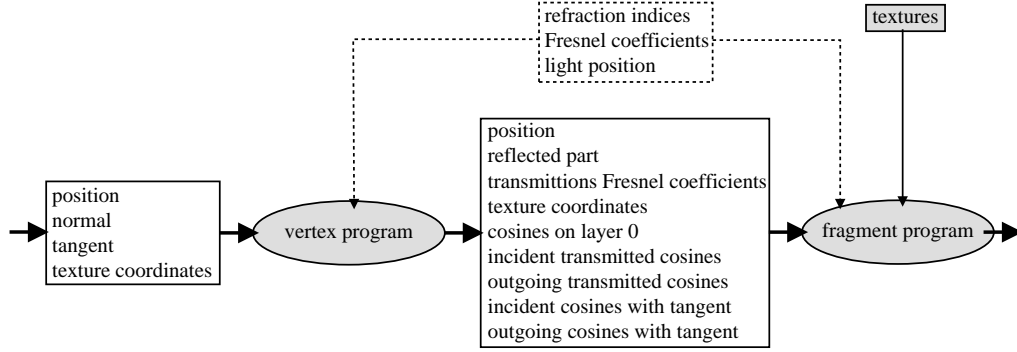 refraction indices
Fresnel coefficients
light position
textures
position
normal
tangent
texture coordinates
vertex program
position
reflected part
transmittions Fresnel coefficients
texture coordinates
cosines on layer 0
incident transmitted cosines
outgoing transmitted cosines
incident cosines with tangent
outgoing cosines with tangent
fragment program